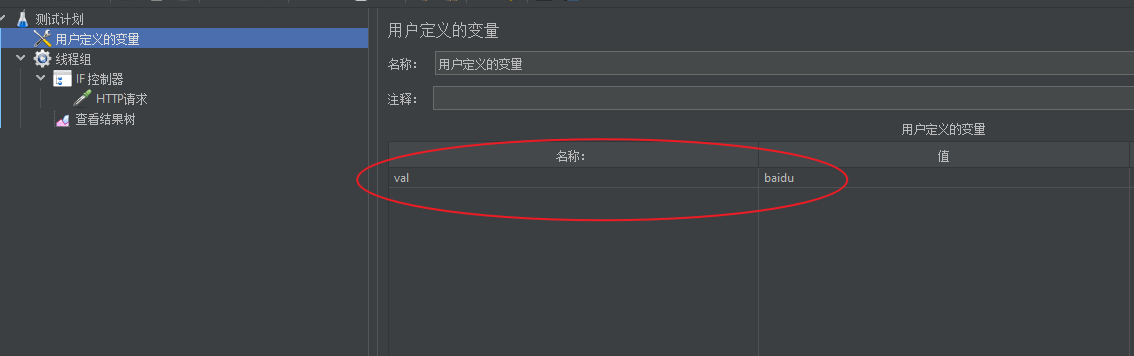 测试计划
用户定义的变量
线程组
IF 控制器
HTTP请求
查看结果树
用户定义的变量
名称： 用户定义的变量
注释：
用户定义的变量
名称： 值
val baidu